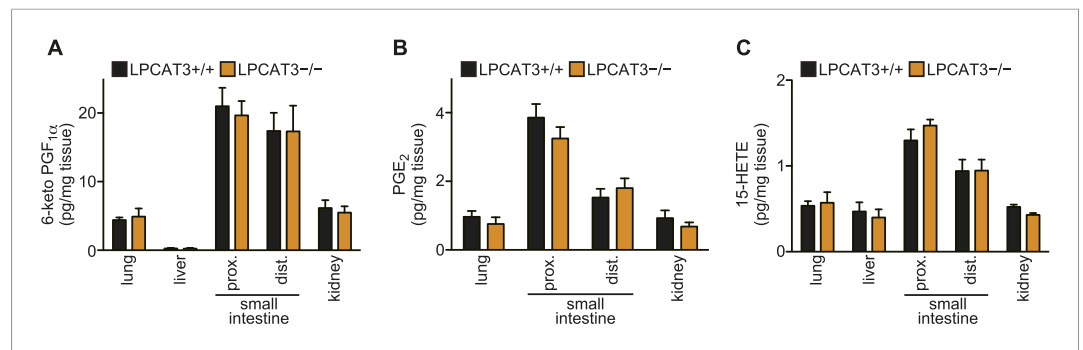 A
LPCAT3+/+ LPCAT3−/−
6-keto PGF1α
(pg/mg tissue)
20
10
0
lung
liver
prox.
dist.
kidney
small
intestine
B
LPCAT3+/+ LPCAT3−/−
PGE2
(pg/mg tissue)
4
2
0
lung
prox.
dist.
kidney
small
intestine
C
LPCAT3+/+ LPCAT3−/−
15-HETE
(pg/mg tissue)
2
1
0
lung
liver
prox.
dist.
kidney
small
intestine